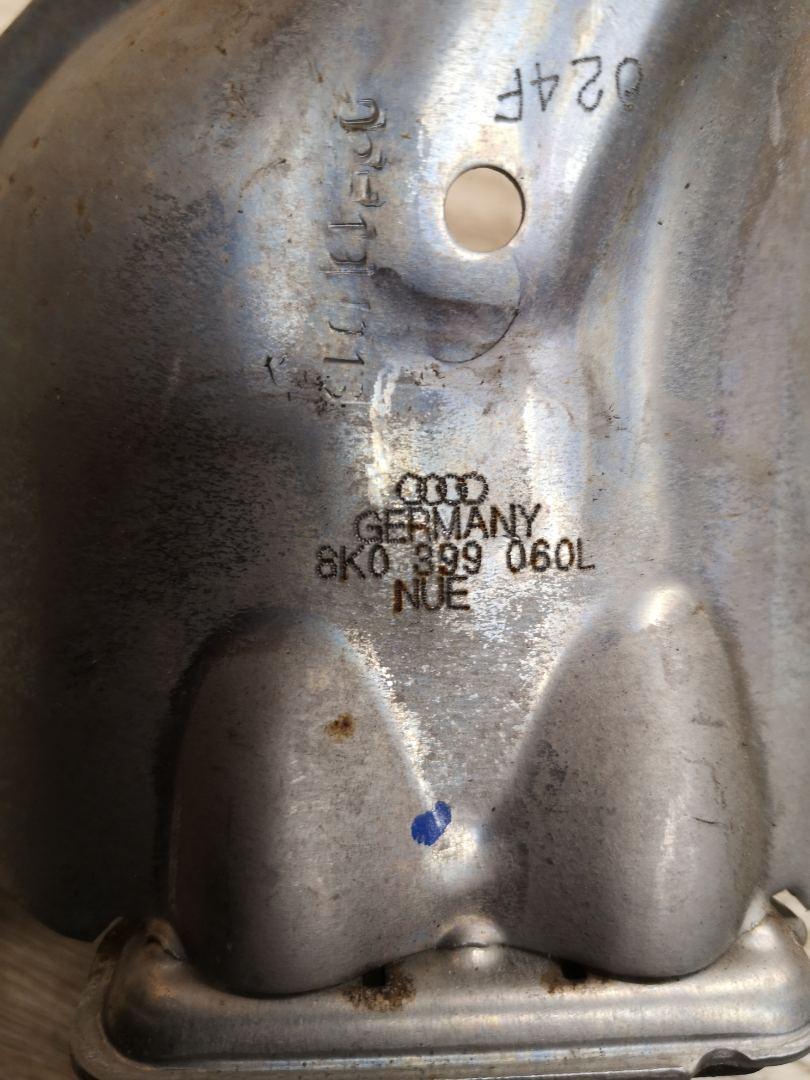 024F
GERMANY
8K0 399 060L
NUE